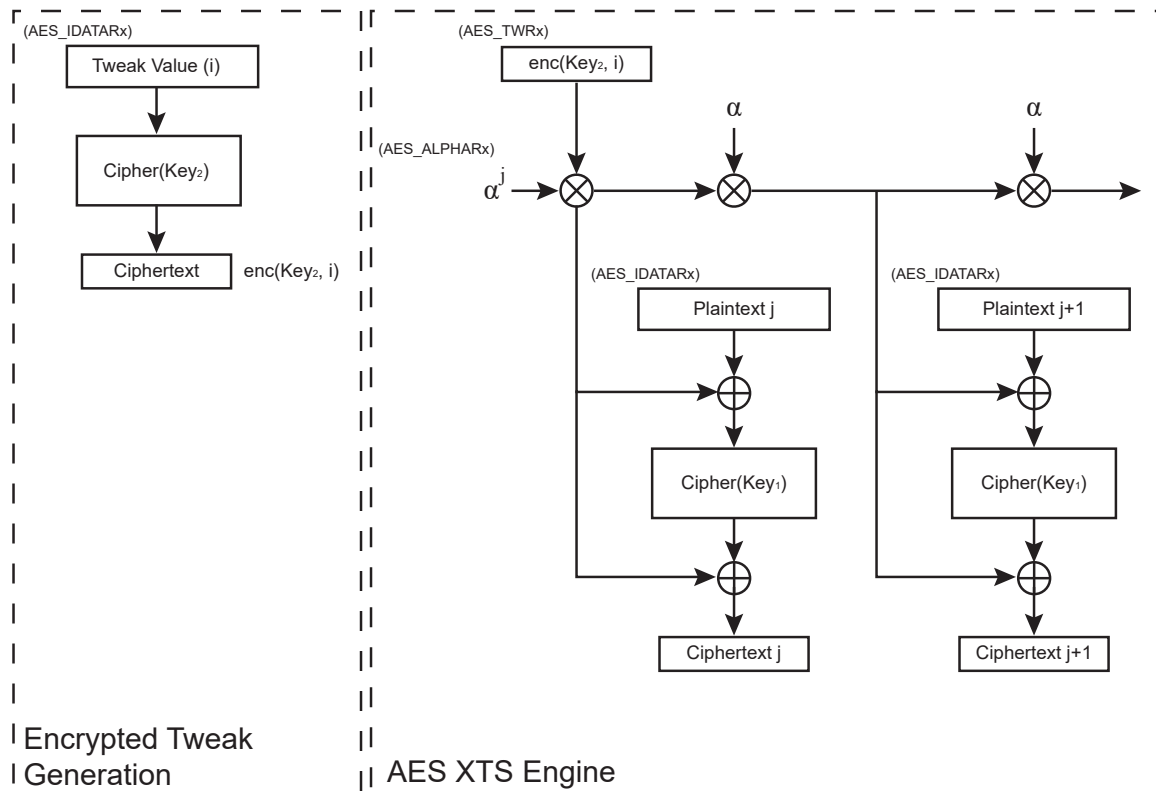 (AES_IDATARx)
Tweak Value (i)
Cipher(Key₂)
Ciphertext
enc(Key₂, i)
Encrypted Tweak
Generation
(AES_TWRx)
enc(Key₂, i)
α
α
(AES_ALPHARx)
αʲ
(AES_IDATARx)
(AES_IDATARx)
Plaintext j
Plaintext j+1
Cipher(Key₁)
Cipher(Key₁)
Ciphertext j
Ciphertext j+1
AES XTS Engine